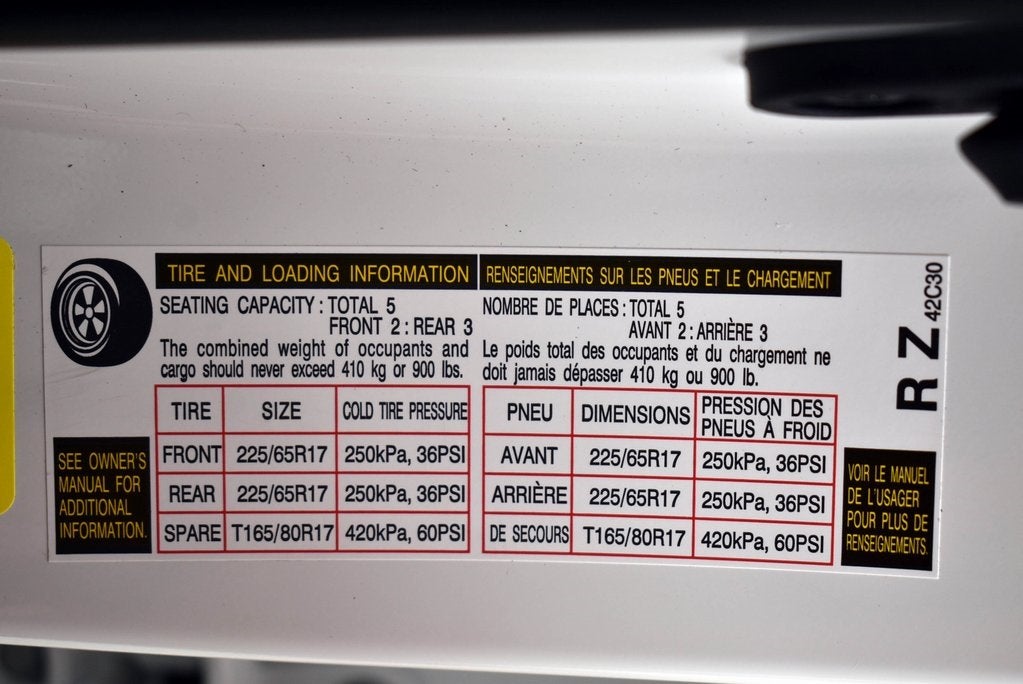 TIRE AND LOADING INFORMATION
SEATING CAPACITY : TOTAL 5
FRONT 2 : REAR 3
The combined weight of occupants and
cargo should never exceed 410 kg or 900 lbs.
TIRE SIZE COLD TIRE PRESSURE
FRONT 225/65R17 250kPa, 36PSI
REAR 225/65R17 250kPa, 36PSI
SPARE T165/80R17 420kPa, 60PSI
SEE OWNER'S
MANUAL FOR
ADDITIONAL
INFORMATION.
RENSEIGNEMENTS SUR LES PNEUS ET LE CHARGEMENT
NOMBRE DE PLACES : TOTAL 5
AVANT 2 : ARRIÈRE 3
Le poids total des occupants et du chargement ne
doit jamais dépasser 410 kg ou 900 lb.
PNEU DIMENSIONS PRESSION DES
PNEUS À FROID
AVANT 225/65R17 250kPa, 36PSI
ARRIÈRE 225/65R17 250kPa, 36PSI
DE SECOURS T165/80R17 420kPa, 60PSI
VOIR LE MANUEL
DE L'USAGER
POUR PLUS DE
RENSEIGNEMENTS.
R Z 42C30